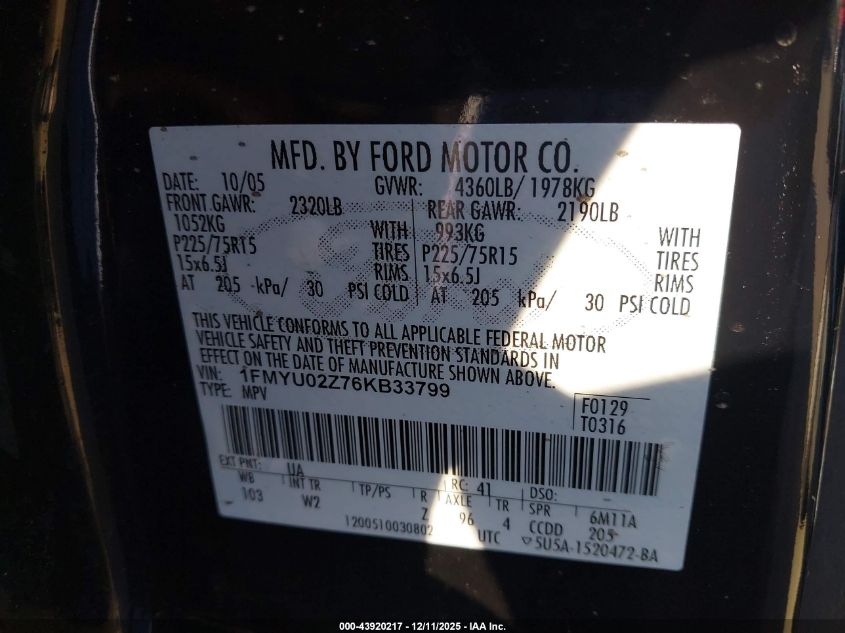 MFD. BY FORD MOTOR CO.
DATE: 10/05 GVWR: 4360LB/ 1978KG
FRONT GAWR: 2320LB REAR GAWR: 2190LB
1052KG WITH 993KG WITH
P225/75R15 TIRES P225/75R15 TIRES
15x6.5J RIMS 15x6.5J RIMS
AT 205 kPa/ 30 PSI COLD AT 205 kPa/ 30 PSI COLD
THIS VEHICLE CONFORMS TO ALL APPLICABLE FEDERAL MOTOR
VEHICLE SAFETY AND THEFT PREVENTION STANDARDS IN
EFFECT ON THE DATE OF MANUFACTURE SHOWN ABOVE.
VIN: 1FMYU02Z76KB33799
TYPE: MPV
F0129
T0316
EXT PNT: UA RC: 41 DSO:
WB INT TR TP/PS R AXLE TR SPR 6M11A
103 W2 Z 96 4 CCDD 205
1200510030802 UTC ▽5U5A-1520472-BA
000-43920217 - 12/11/2025 - IAA Inc.